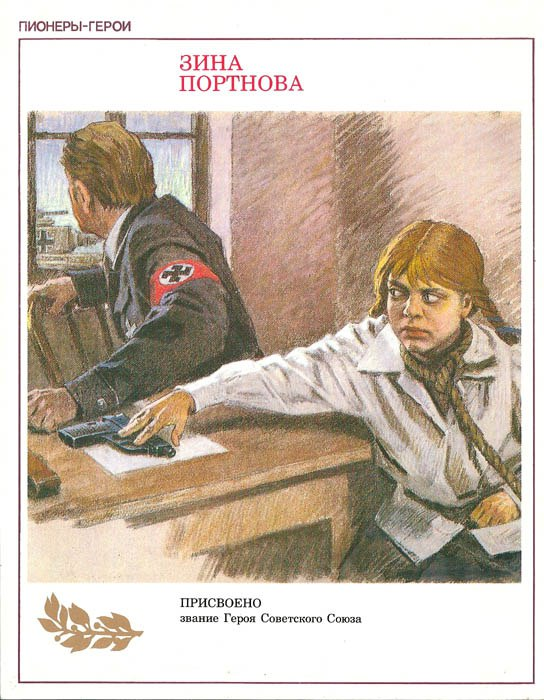 ПИОНЕРЫ-ГЕРОИ
ЗИНА
ПОРТНОВА
ПРИСВОЕНО
звание Героя Советского Союза